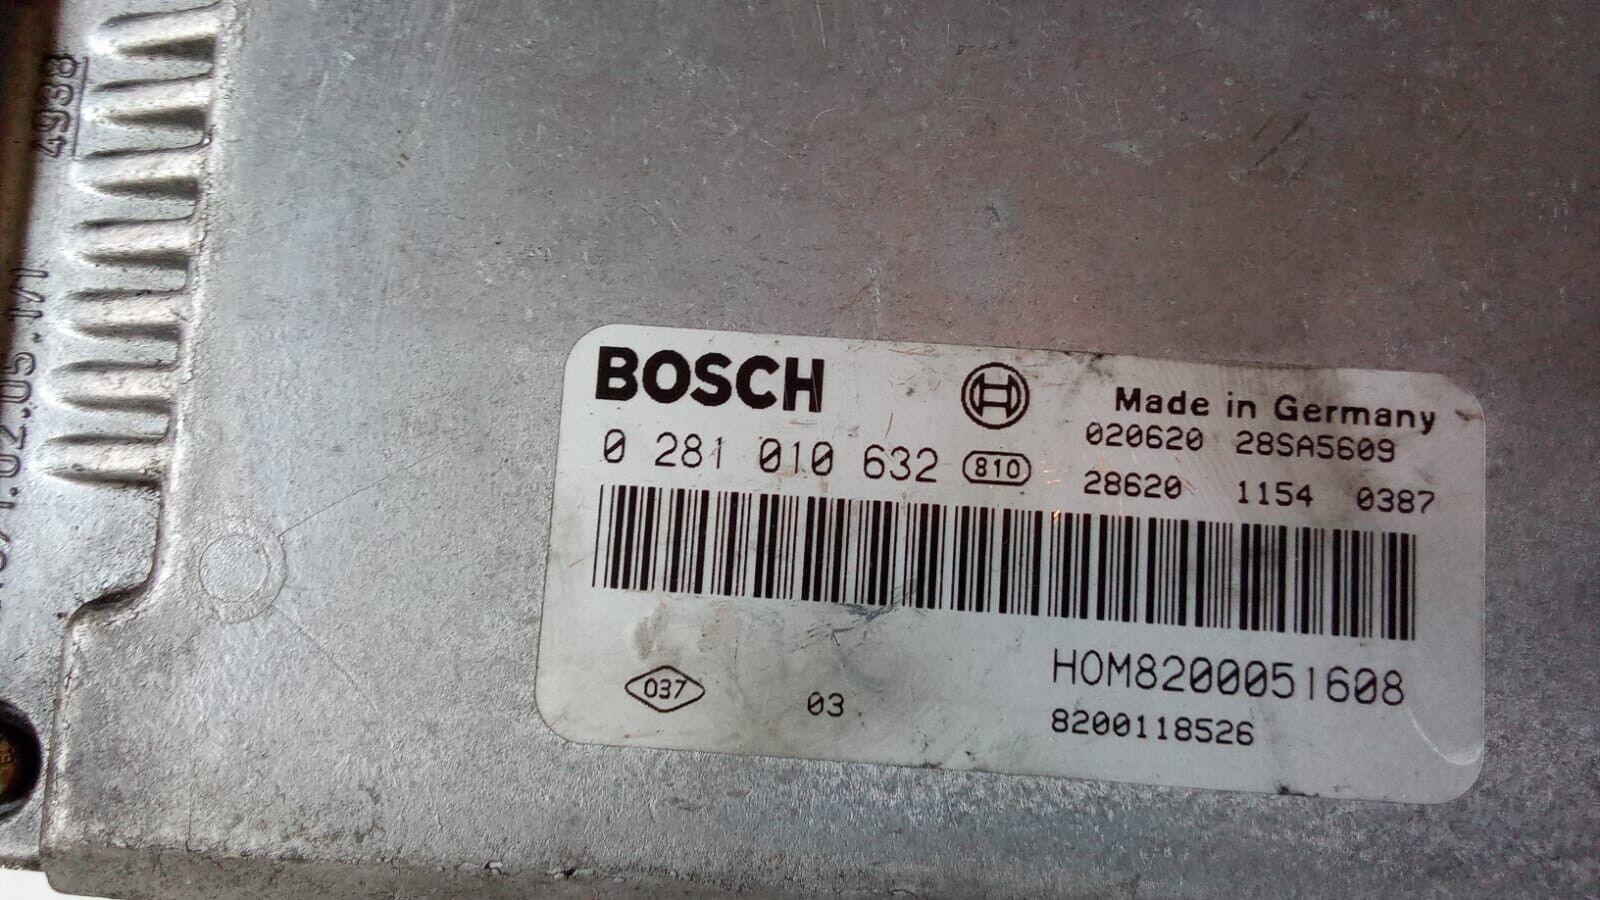 4938
BOSCH
Made in Germany
0 281 010 632 810
020620 28SA5609
28620 1154 0387
037
03
HOM8200051608
8200118526